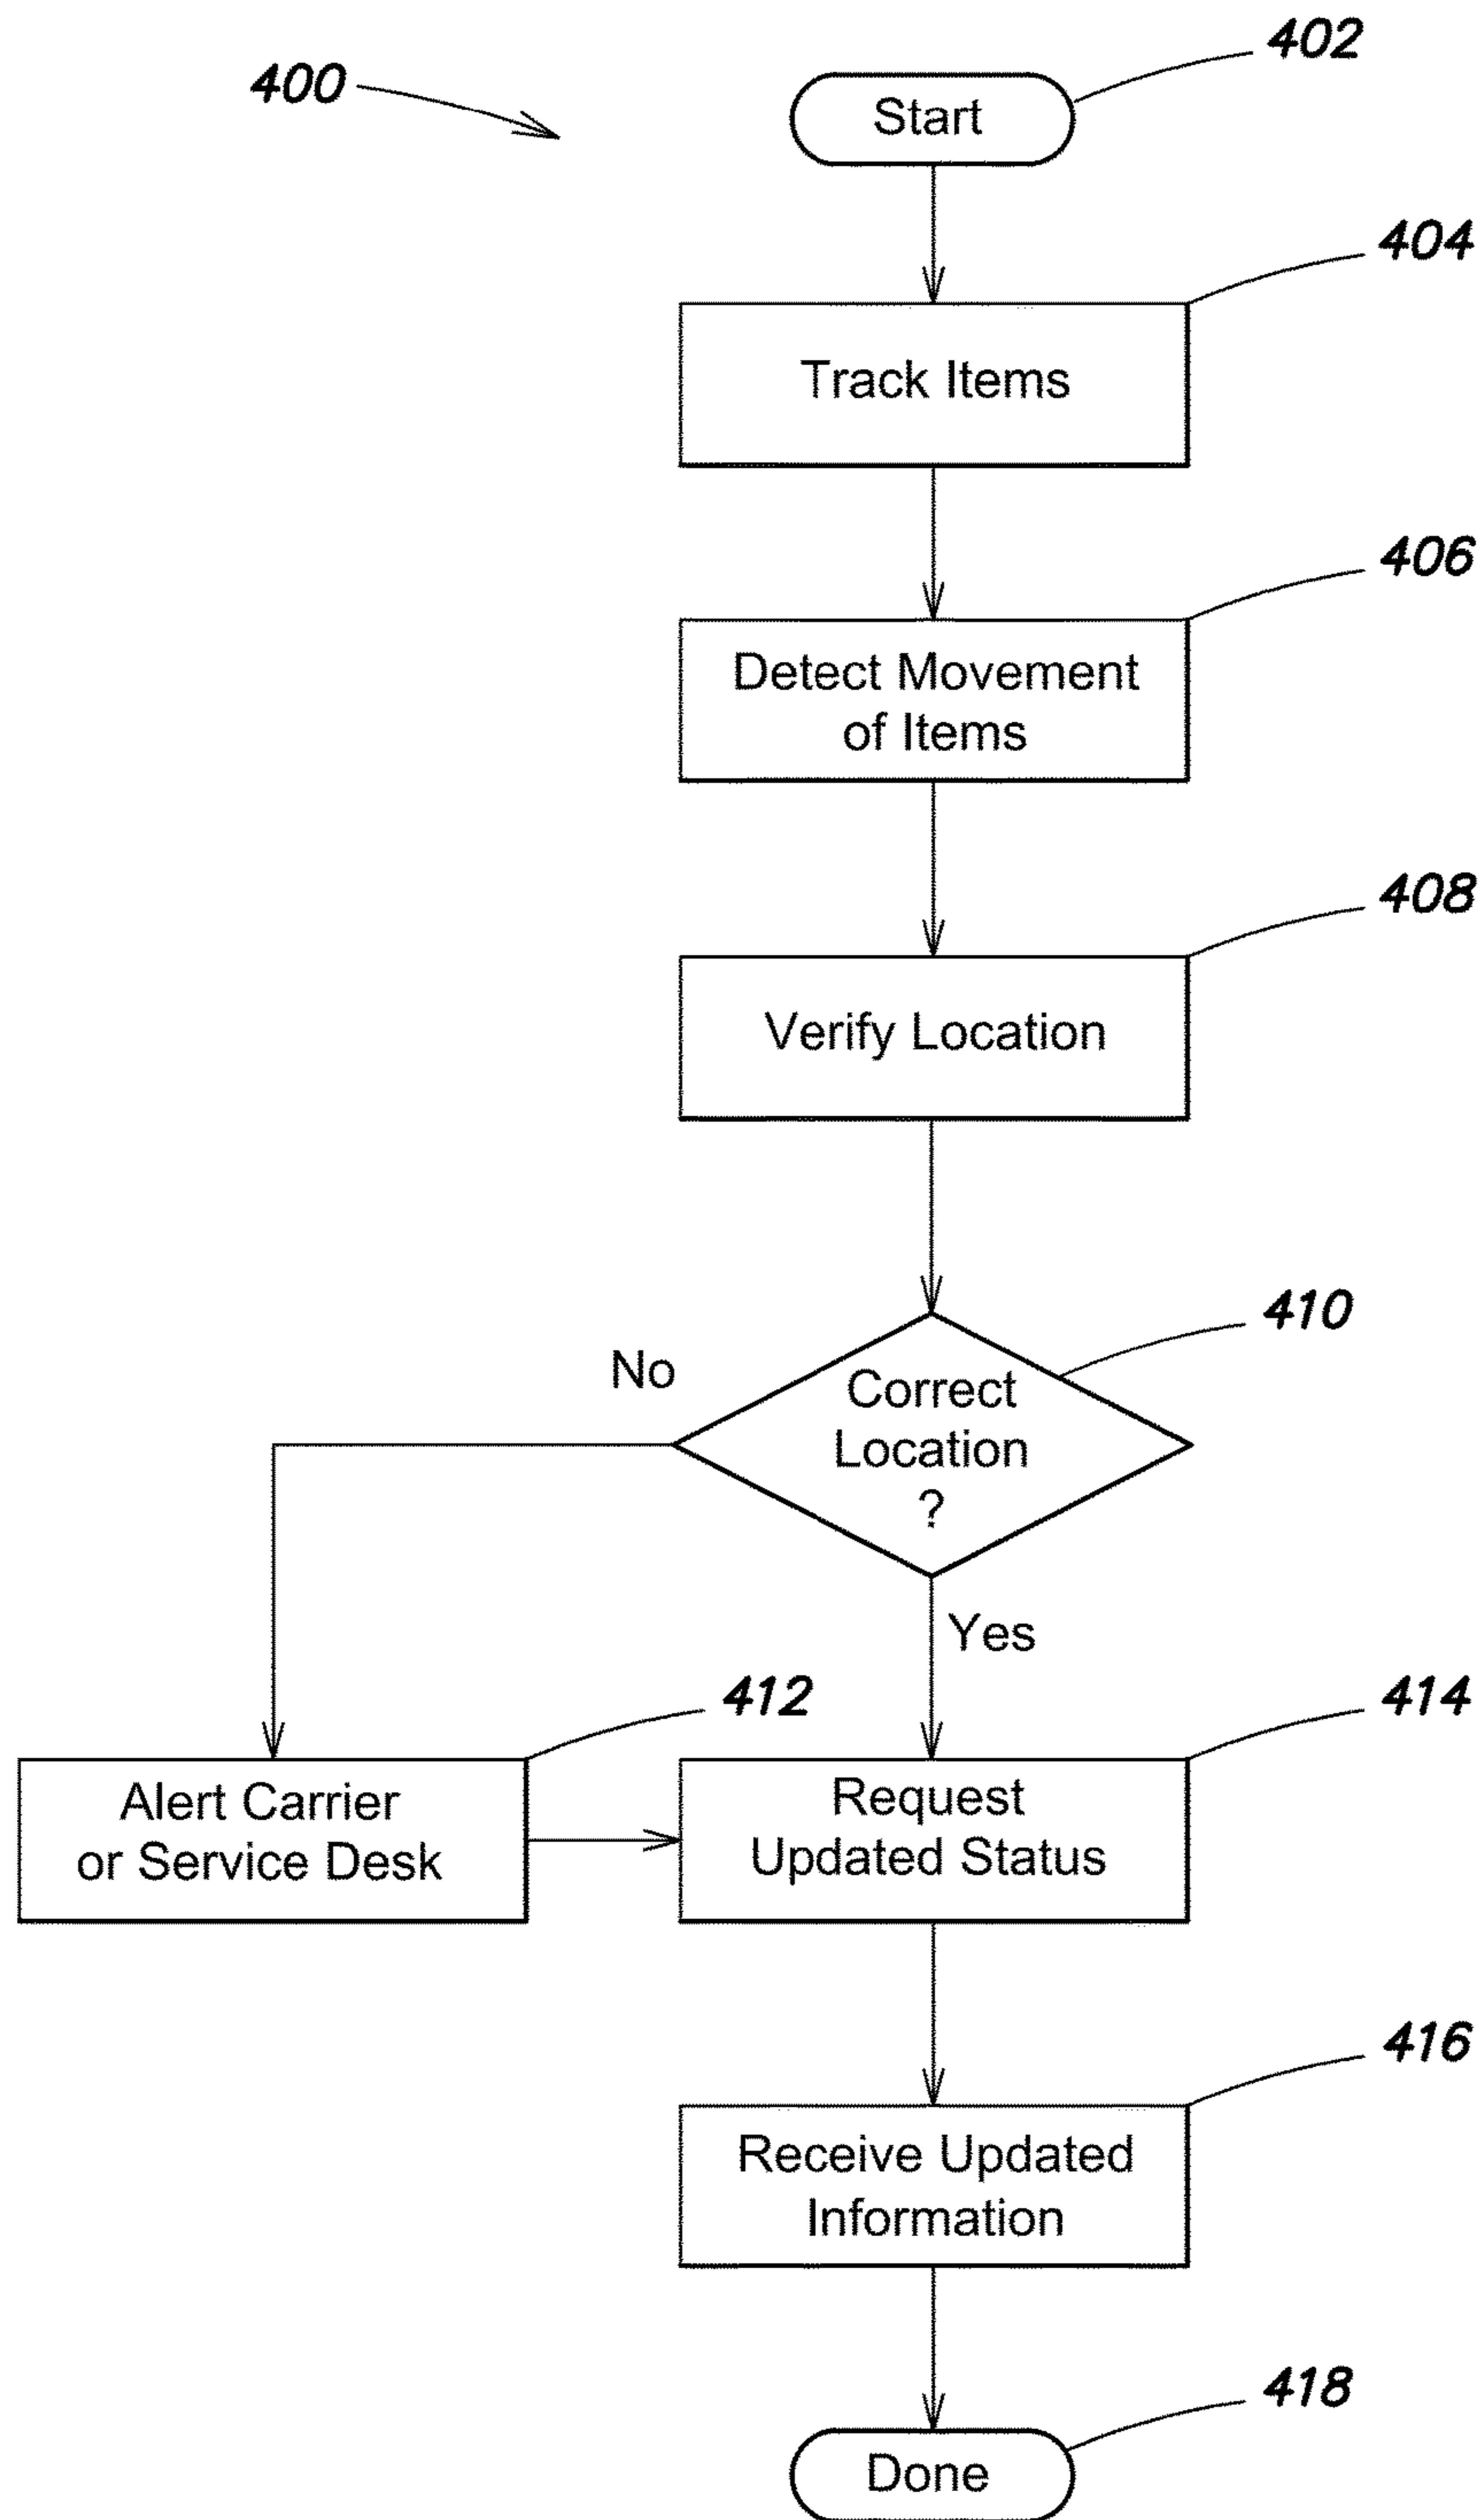 402
400
Start
404
Track Items
406
Detect Movement
of Items
408
Verify Location
410
No
Correct
Location
?
Yes
412
414
Alert Carrier
or Service Desk
Request
Updated Status
416
Receive Updated
Information
418
Done